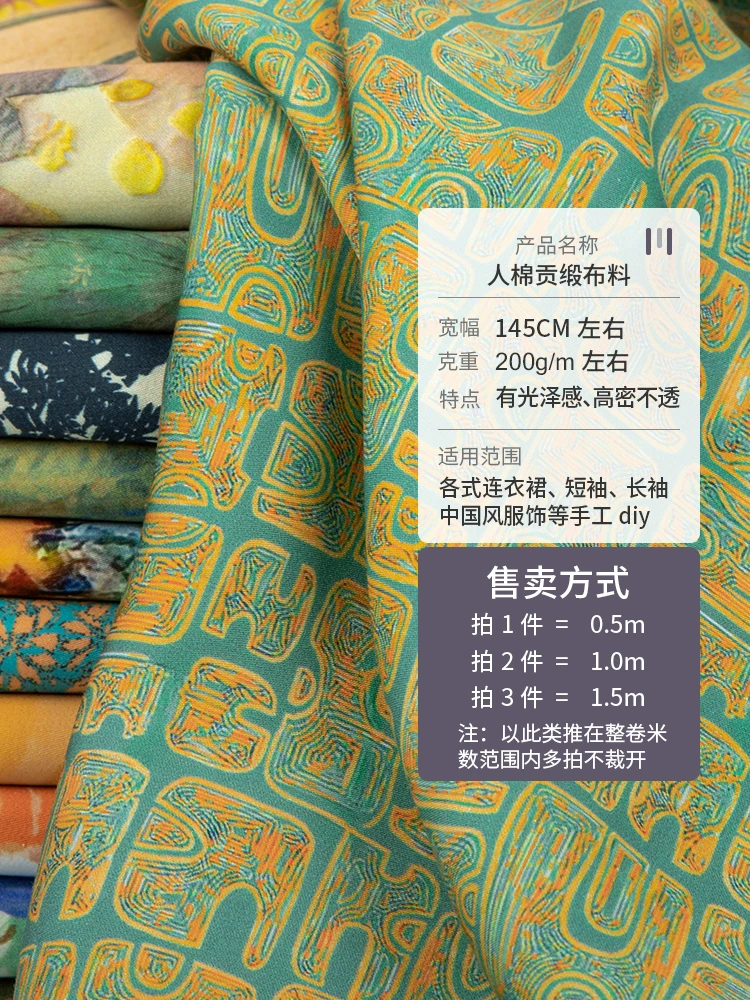 产品名称
人棉贡缎布料
宽幅 145CM 左右
克重 200g/m 左右
特点 有光泽感、高密不透
适用范围
各式连衣裙、短袖、长袖
中国风服饰等手工 diy
售卖方式
拍 1 件 = 0.5m
拍 2 件 = 1.0m
拍 3 件 = 1.5m
注：以此类推在整卷米
数范围内多拍不裁开